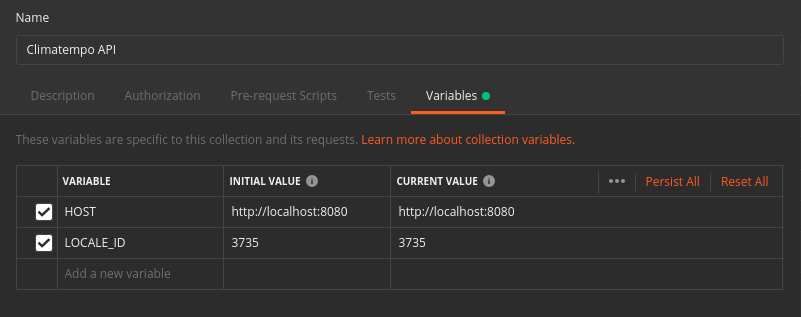 Name
Climatempo API
Description Authorization Pre-request Scripts Tests Variables
These variables are specific to this collection and its requests. Learn more about collection variables.
VARIABLE INITIAL VALUE i CURRENT VALUE i ••• Persist All Reset All
HOST http://localhost:8080 http://localhost:8080
LOCALE_ID 3735 3735
Add a new variable